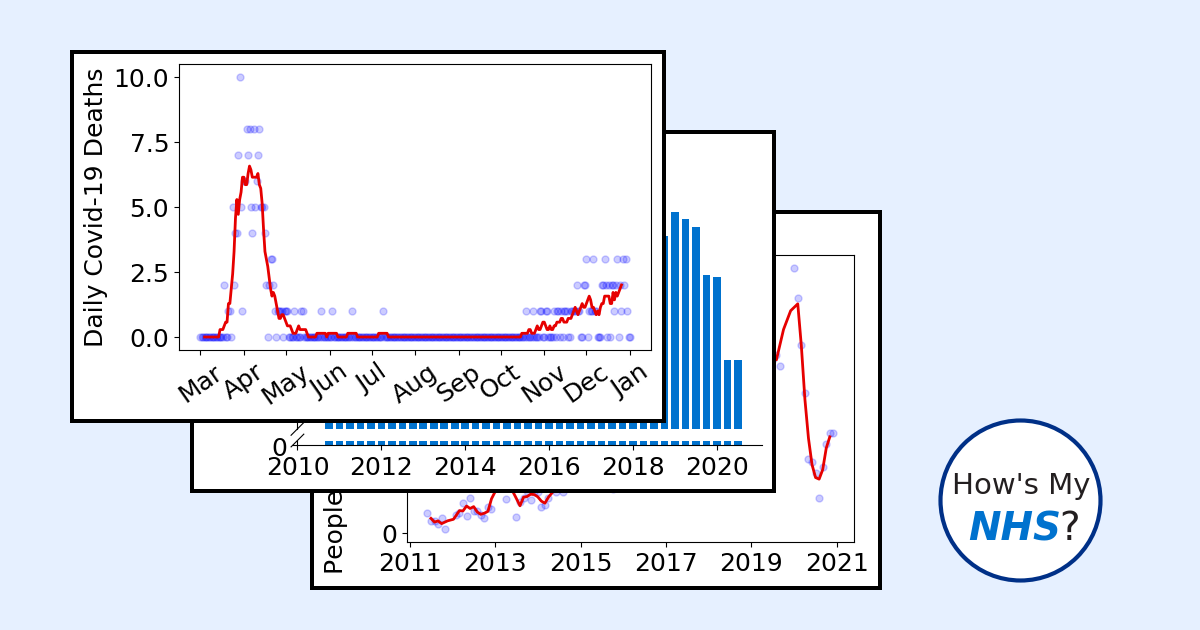 Daily Covid-19 Deaths
10.0
7.5
5.0
2.5
0.0
Mar Apr May Jun Jul Aug Sep Oct Nov Dec Jan
0
2010 2012 2014 2016 2018 2020
People
0
2011 2013 2015 2017 2019 2021
How's My
NHS?